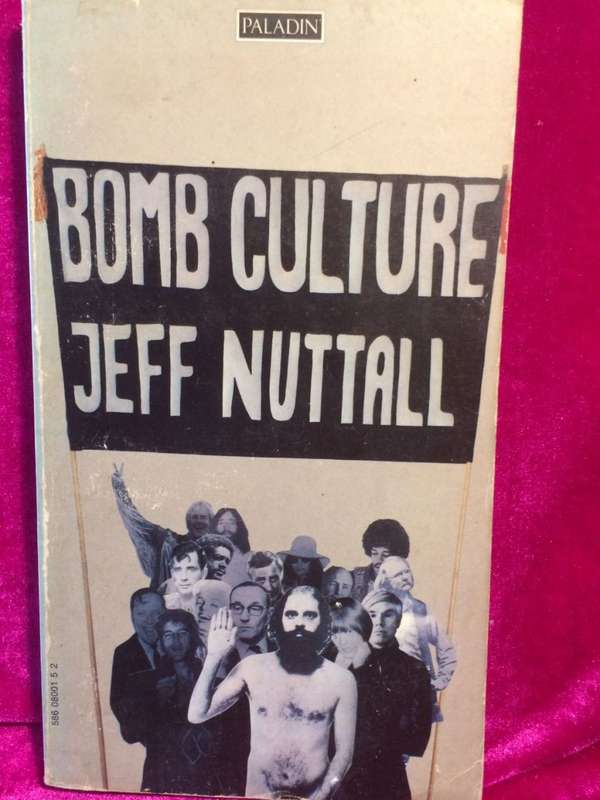 PALADIN
BOMB CULTURE
JEFF NUTTALL
586 08001 5 2